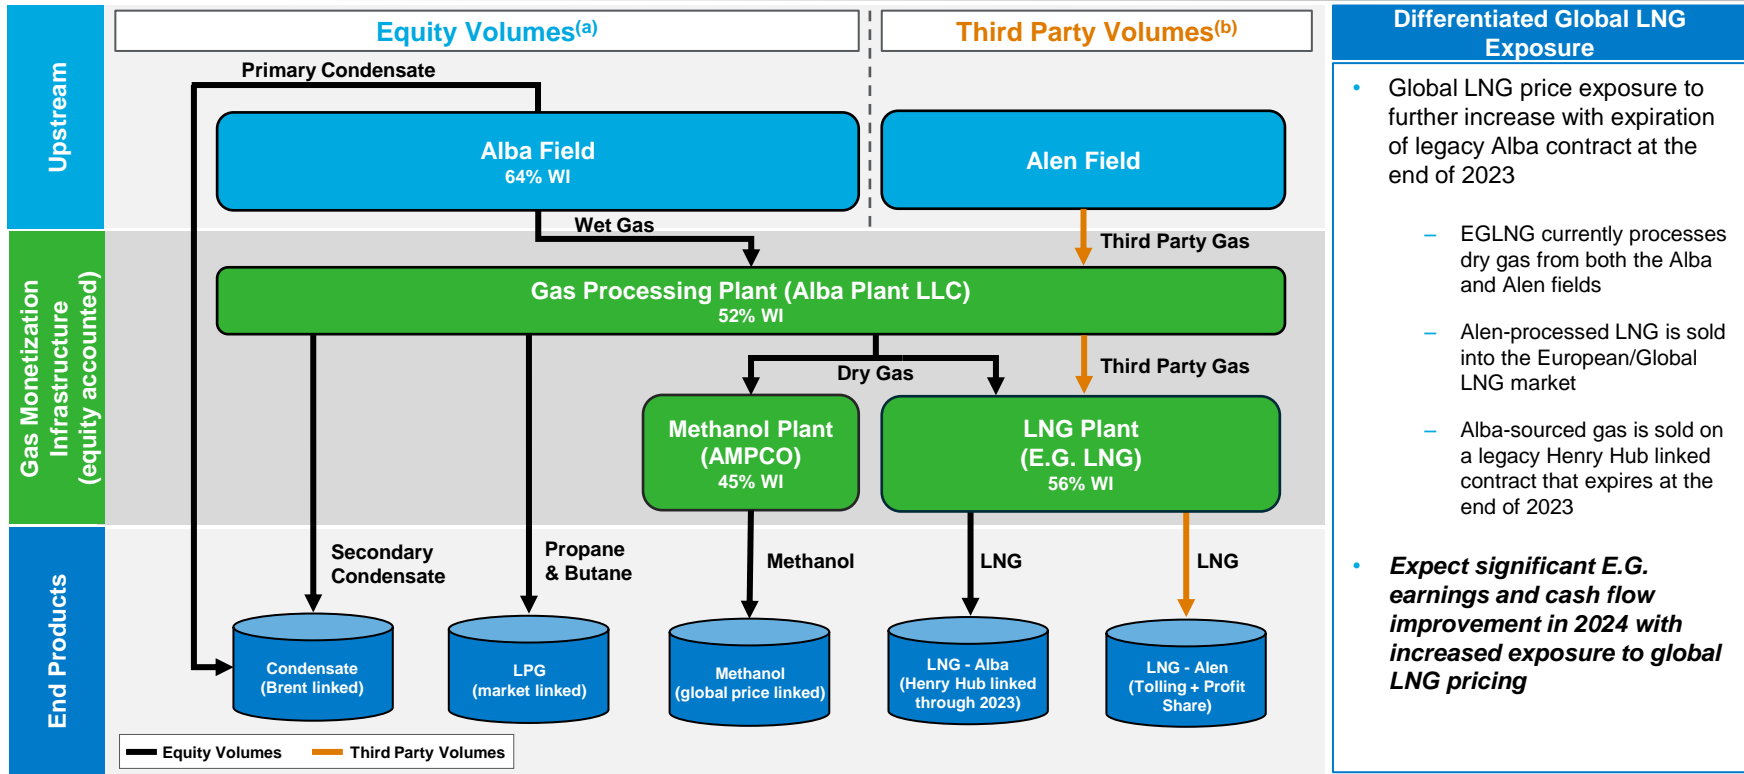 Equity Volumes(a)
Third Party Volumes(b)
Upstream
Primary Condensate
Alba Field
64% WI
Alen Field
Wet Gas
Third Party Gas
Gas Monetization
Infrastructure
(equity accounted)
Gas Processing Plant (Alba Plant LLC)
52% WI
Dry Gas
Third Party Gas
Methanol Plant
(AMPCO)
45% WI
LNG Plant
(E.G. LNG)
56% WI
End Products
Secondary
Condensate
Propane
& Butane
Methanol
LNG
LNG
Condensate
(Brent linked)
LPG
(market linked)
Methanol
(global price linked)
LNG - Alba
(Henry Hub linked
through 2023)
LNG - Alen
(Tolling + Profit
Share)
Equity Volumes
Third Party Volumes
Differentiated Global LNG
Exposure
• Global LNG price exposure to
further increase with expiration
of legacy Alba contract at the
end of 2023
– EGLNG currently processes
dry gas from both the Alba
and Alen fields
– Alen-processed LNG is sold
into the European/Global
LNG market
– Alba-sourced gas is sold on
a legacy Henry Hub linked
contract that expires at the
end of 2023
• Expect significant E.G.
earnings and cash flow
improvement in 2024 with
increased exposure to global
LNG pricing